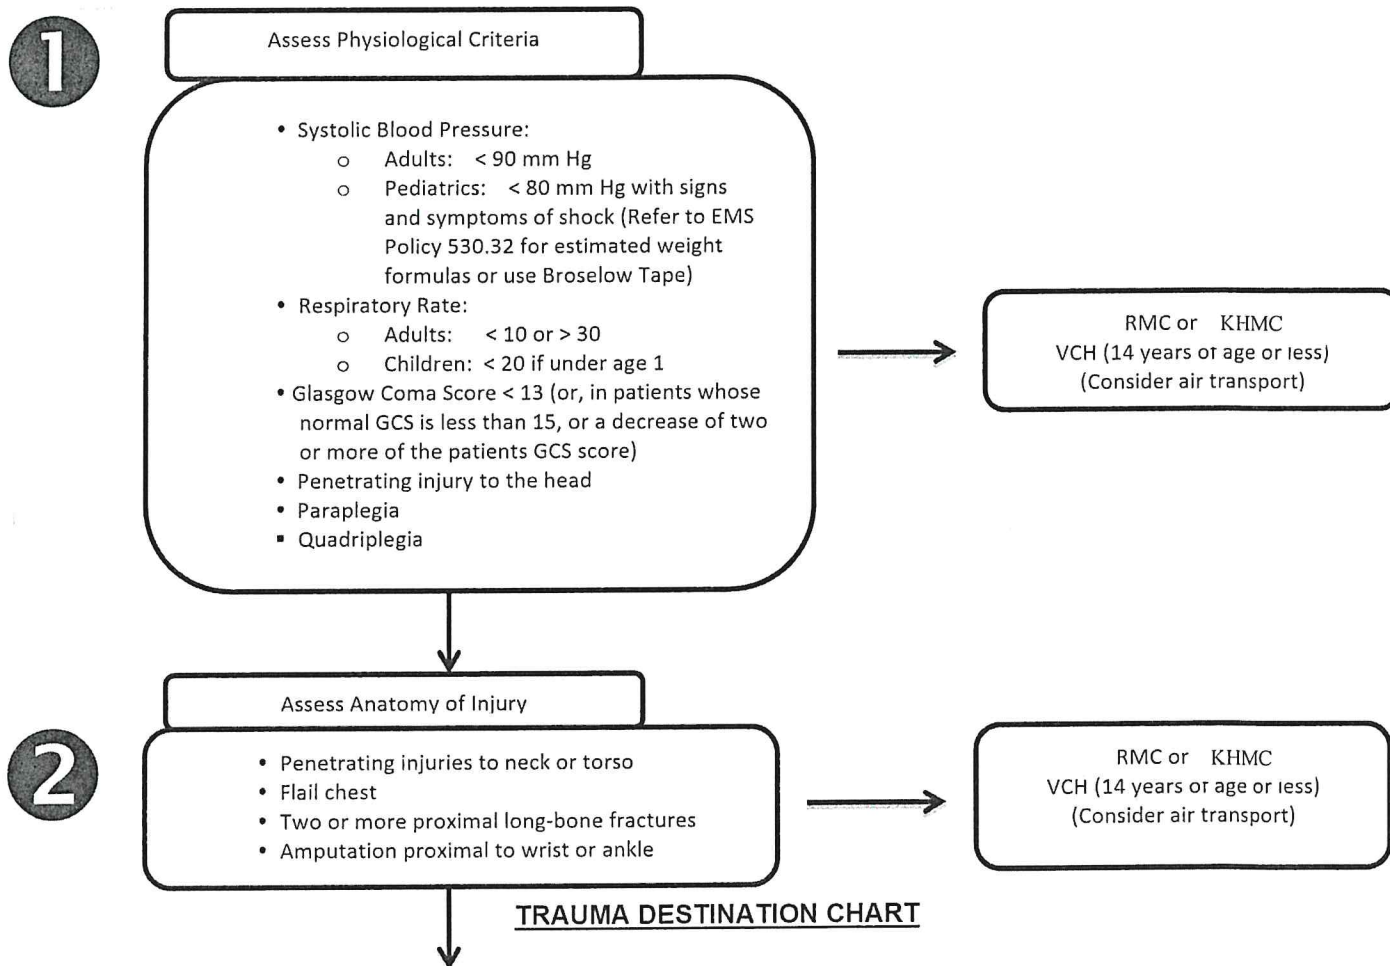 1
Assess Physiological Criteria
• Systolic Blood Pressure:
o Adults: < 90 mm Hg
o Pediatrics: < 80 mm Hg with signs
and symptoms of shock (Refer to EMS
Policy 530.32 for estimated weight
formulas or use Broselow Tape)
• Respiratory Rate:
o Adults: < 10 or > 30
o Children: < 20 if under age 1
• Glasgow Coma Score < 13 (or, in patients whose
normal GCS is less than 15, or a decrease of two
or more of the patients GCS score)
• Penetrating injury to the head
• Paraplegia
▪ Quadriplegia
RMC or KHMC
VCH (14 years of age or less)
(Consider air transport)
2
Assess Anatomy of Injury
• Penetrating injuries to neck or torso
• Flail chest
• Two or more proximal long-bone fractures
• Amputation proximal to wrist or ankle
RMC or KHMC
VCH (14 years of age or less)
(Consider air transport)
TRAUMA DESTINATION CHART